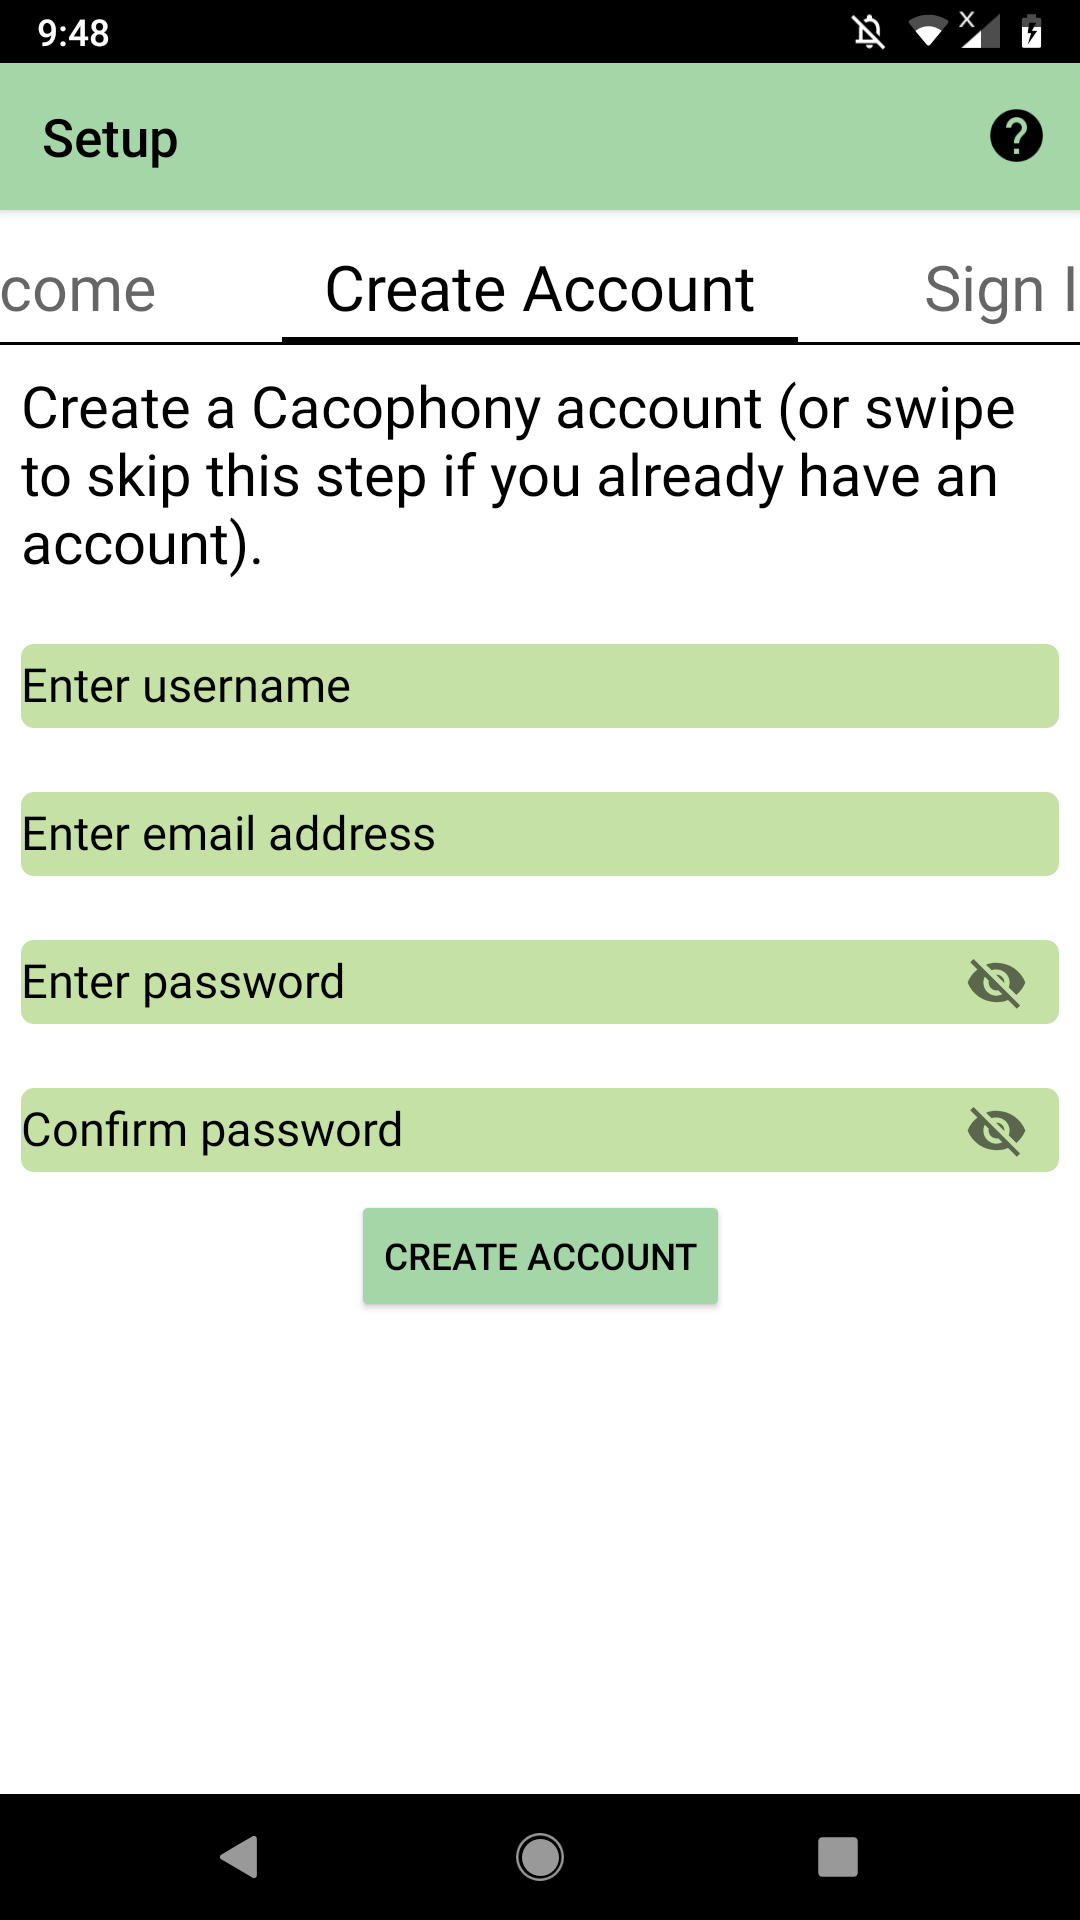 9:48
Setup
come Create Account Sign I
Create a Cacophony account (or swipe
to skip this step if you already have an
account).
Enter username
Enter email address
Enter password
Confirm password
CREATE ACCOUNT